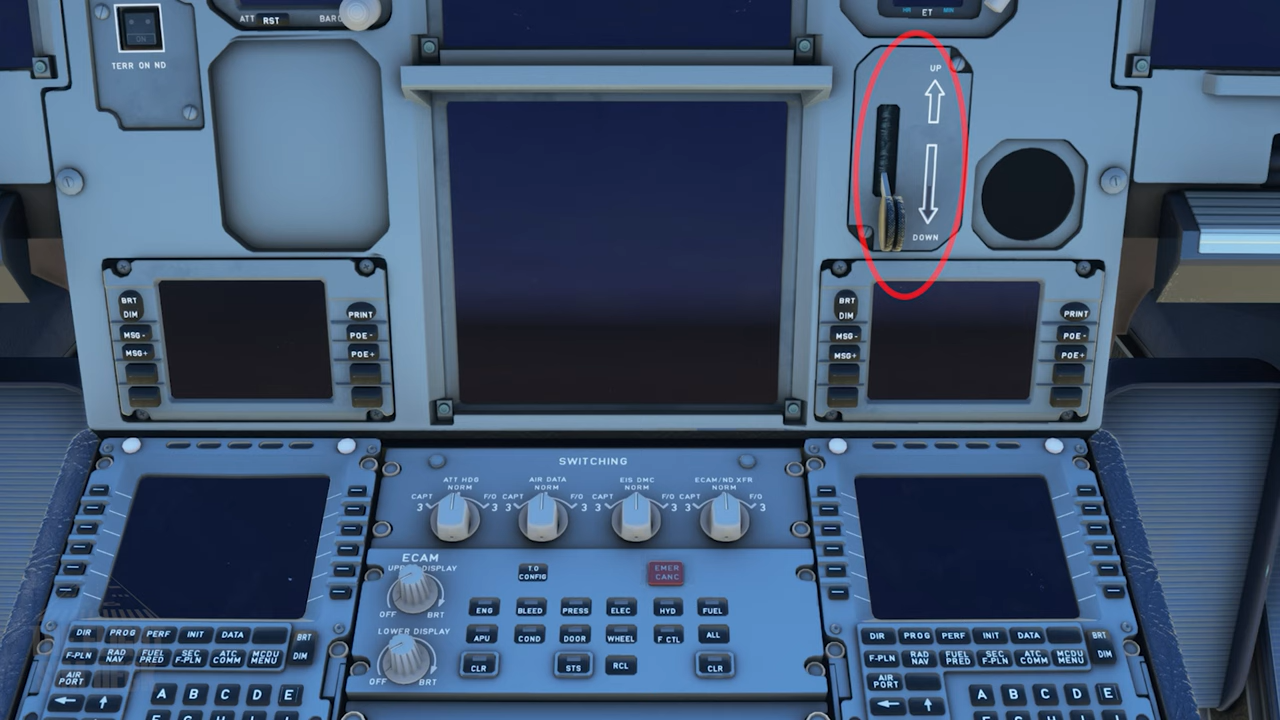 ATT RST BARO
HR ET MIN
ON
TERR ON ND
UP
DOWN
BRT
DIM
MSG-
MSG+
PRINT
POE-
POE+
BRT
DIM
MSG-
MSG+
PRINT
POE-
POE+
SWITCHING
ATT HDG
NORM
CAPT F/O
3 3
AIR DATA
NORM
CAPT F/O
3 3
EIS DMC
NORM
CAPT F/O
3 3
ECAM/ND XFR
NORM
CAPT F/O
3 3
ECAM
UPPER DISPLAY
OFF BRT
T.O
CONFIG
EMER
CANC
LOWER DISPLAY
OFF BRT
ENG BLEED PRESS ELEC HYD FUEL
APU COND DOOR WHEEL F CTL ALL
CLR STS RCL CLR
DIR PROG PERF INIT DATA
BRT
DIM
F-PLN RAD NAV FUEL PRED SEC F-PLN ATC COMM MCDU MENU
AIR
PORT
← ↑
A B C D E
DIR PROG PERF INIT DATA
BRT
DIM
F-PLN RAD NAV FUEL PRED SEC F-PLN ATC COMM MCDU MENU
AIR
PORT
← ↑
A B C D E